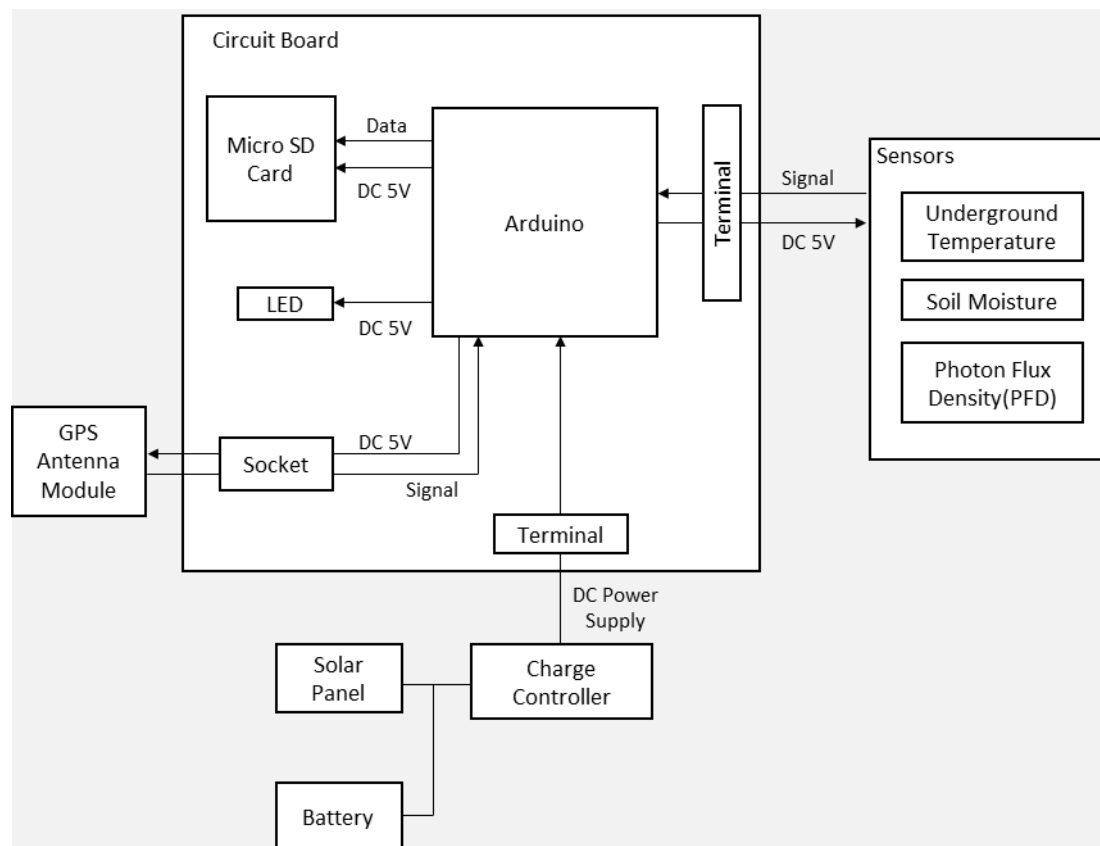 Circuit Board
Micro SD
Card
Data
DC 5V
Arduino
Terminal
Signal
DC 5V
Sensors
Underground
Temperature
Soil Moisture
Photon Flux
Density(PFD)
LED
DC 5V
GPS
Antenna
Module
Socket
DC 5V
Signal
Terminal
DC Power
Supply
Solar
Panel
Charge
Controller
Battery